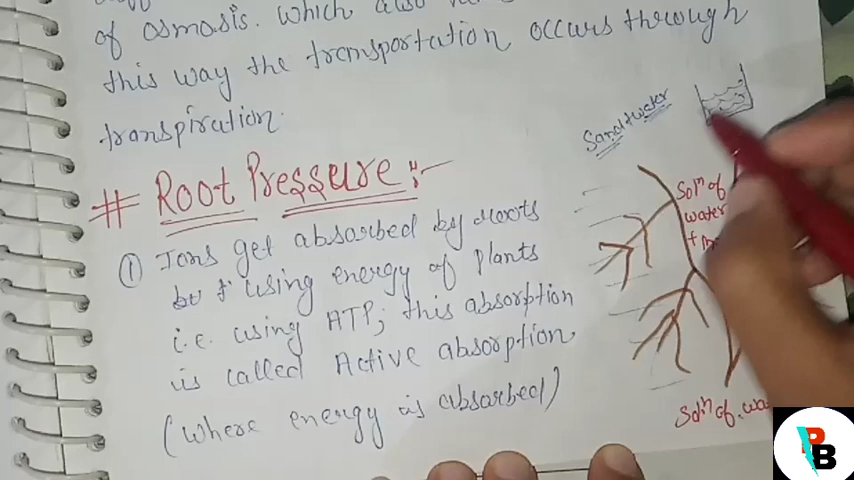 of osmosis. which also
this way the transportation occurs through
transpiration.
# Root Pressure :-
① Ions get absorbed by roots
by using energy of plants
i.e. using ATP; this absorption
is called Active absorption
(where energy is absorbed)
Sand + water
Solⁿ of
water
+
Solⁿ of
PB